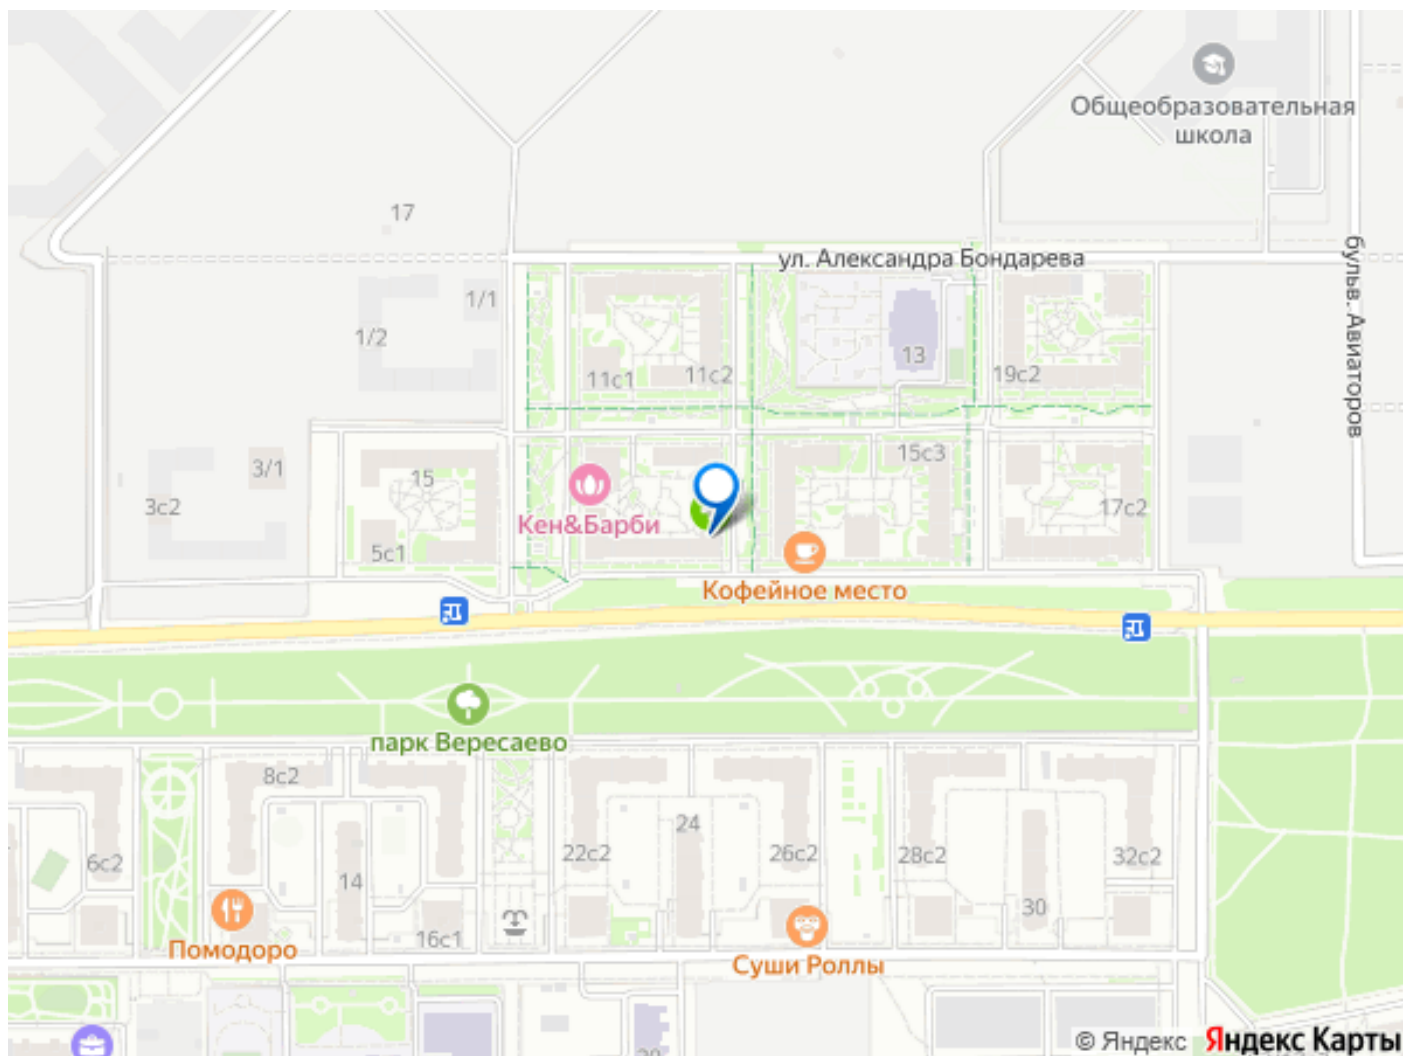 Общеобразовательная
школа
17
ул. Александра Бондарева
бульв. Авиаторов
1/1
1/2
13
11с1
11с2
19с2
15с3
3/1
15
3с2
17с2
Кен&Барби
5с1
Кофейное место
парк Вересаево
8с2
24
22с2
26с2
28с2
32с2
6с2
14
30
16с1
Помодоро
Суши Роллы
© Яндекс Яндекс Карты